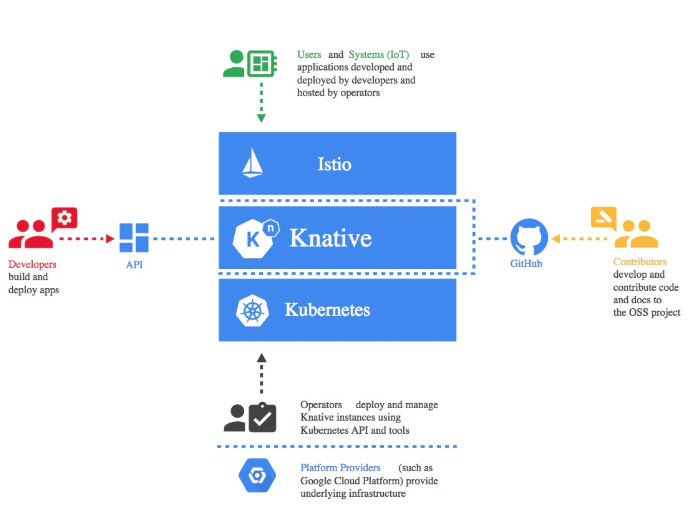 Users and Systems (IoT) use
applications developed and
deployed by developers and
hosted by operators
Istio
K
n
Knative
Developers
build and
deploy apps
API
GitHub
Contributors
develop and
contribute code
and docs to
the OSS project
Kubernetes
Operators deploy and manage
Knative instances using
Kubernetes API and tools
Platform Providers (such as
Google Cloud Platform) provide
underlying infrastructure